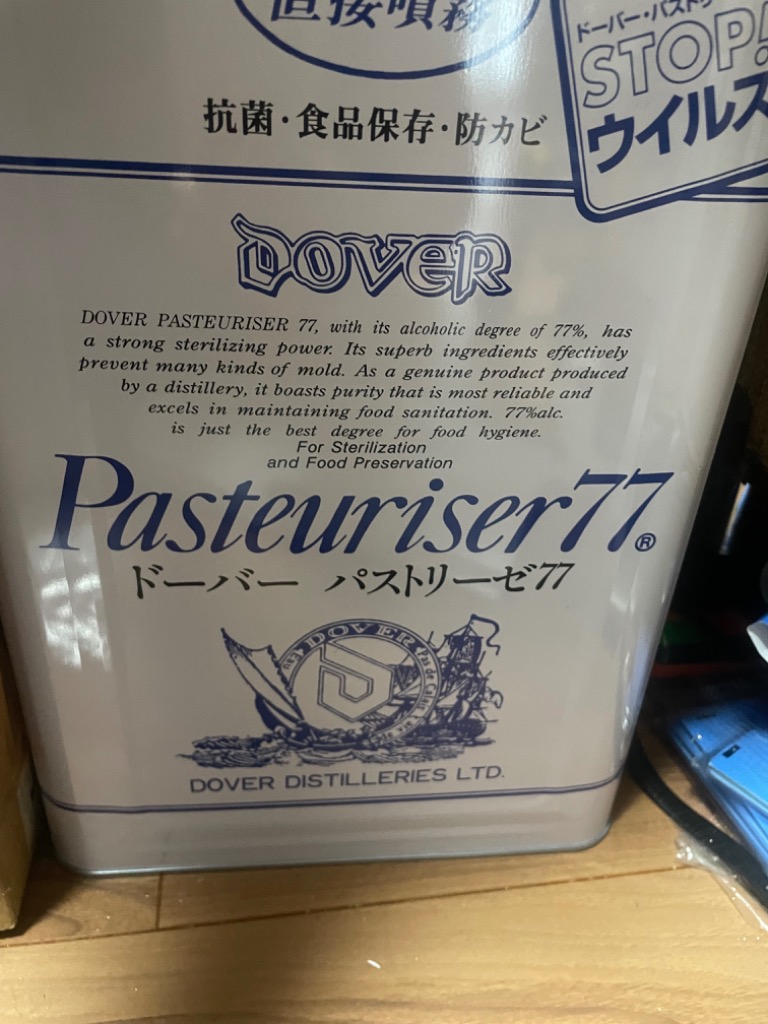 直接噴霧
ドーバー・パストリ
STOP!
ウイルス
抗菌・食品保存・防カビ
DOVER
DOVER PASTEURISER 77, with its alcoholic degree of 77%, has
a strong sterilizing power. Its superb ingredients effectively
prevent many kinds of mold. As a genuine product produced
by a distillery, it boasts purity that is most reliable and
excels in maintaining food sanitation. 77%alc.
is just the best degree for food hygiene.
For Sterilization
and Food Preservation
Pasteuriser77®
ドーバー パストリーゼ77
DOVER
Pas de Calais
DOVER DISTILLERIES LTD.